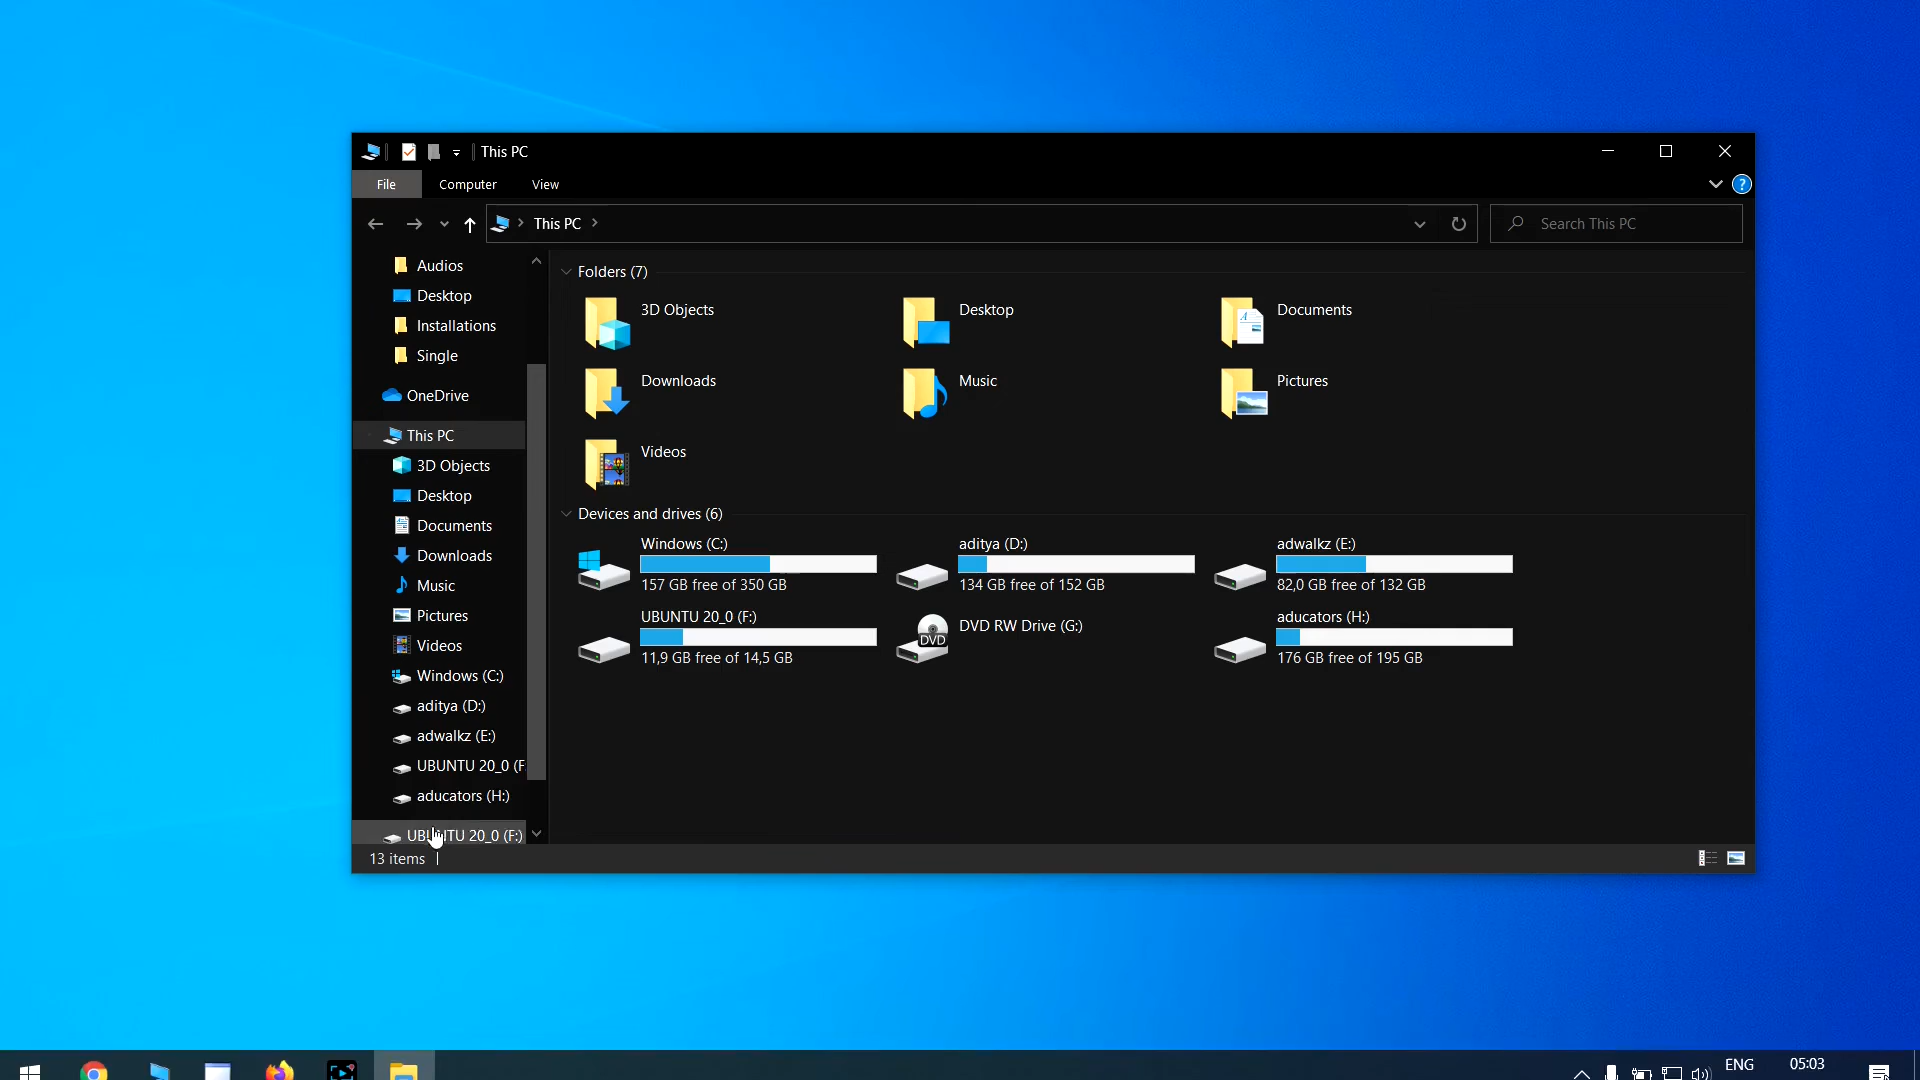 This PC
File Computer View
This PC
Search This PC
Audios
Desktop
Installations
Single
OneDrive
This PC
3D Objects
Desktop
Documents
Downloads
Music
Pictures
Videos
Windows (C:)
aditya (D:)
adwalkz (E:)
UBUNTU 20_0 (F:
aducators (H:)
UBUNTU 20_0 (F:)
Folders (7)
3D Objects
Desktop
Documents
Downloads
Music
Pictures
Videos
Devices and drives (6)
Windows (C:)
157 GB free of 350 GB
aditya (D:)
134 GB free of 152 GB
adwalkz (E:)
82,0 GB free of 132 GB
UBUNTU 20_0 (F:)
11,9 GB free of 14,5 GB
DVD
DVD RW Drive (G:)
aducators (H:)
176 GB free of 195 GB
13 items
ENG
05:03